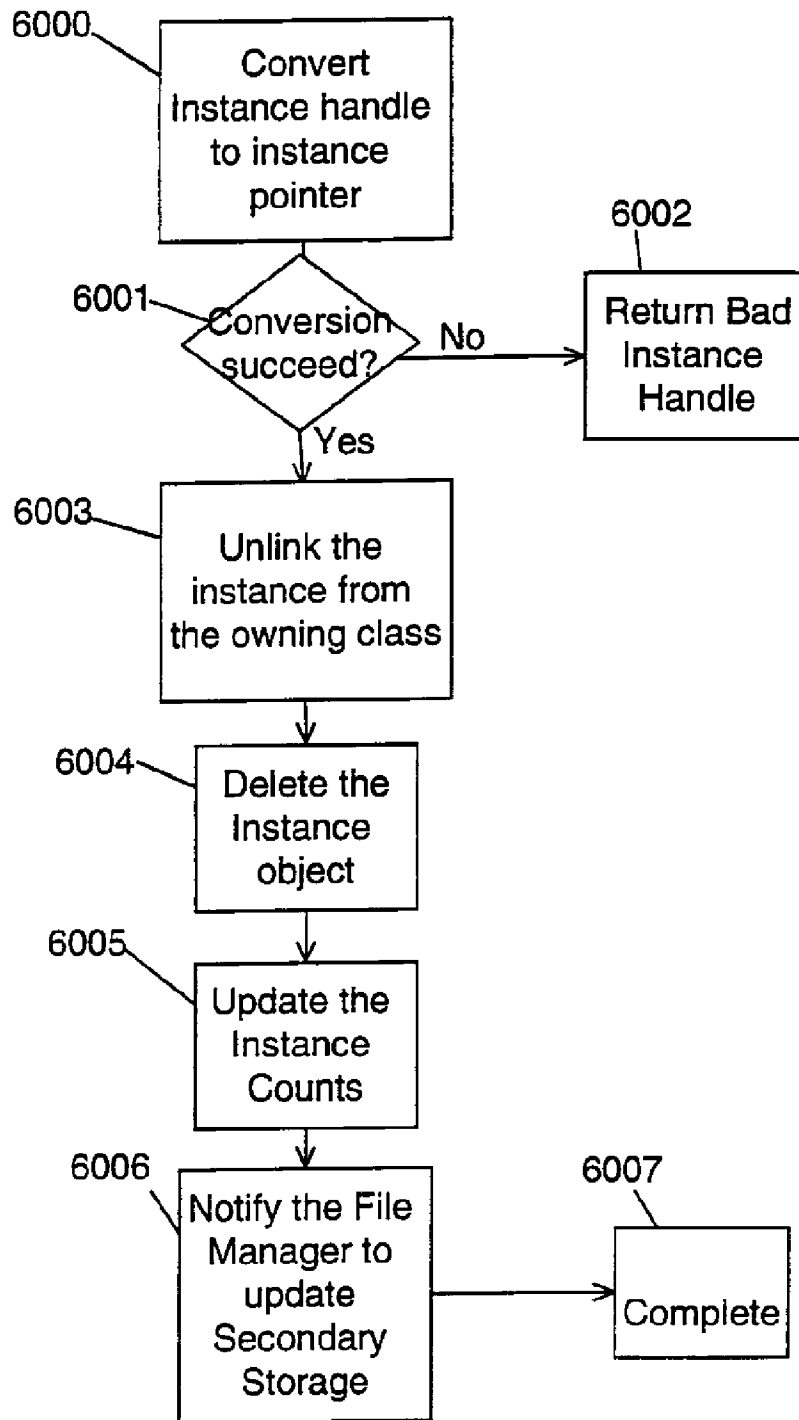 6000
Convert
Instance handle
to instance
pointer
6001
Conversion
succeed?
No
6002
Return Bad
Instance
Handle
Yes
6003
Unlink the
instance from
the owning class
6004
Delete the
Instance
object
6005
Update the
Instance
Counts
6006
Notify the File
Manager to
update
Secondary
Storage
6007
Complete